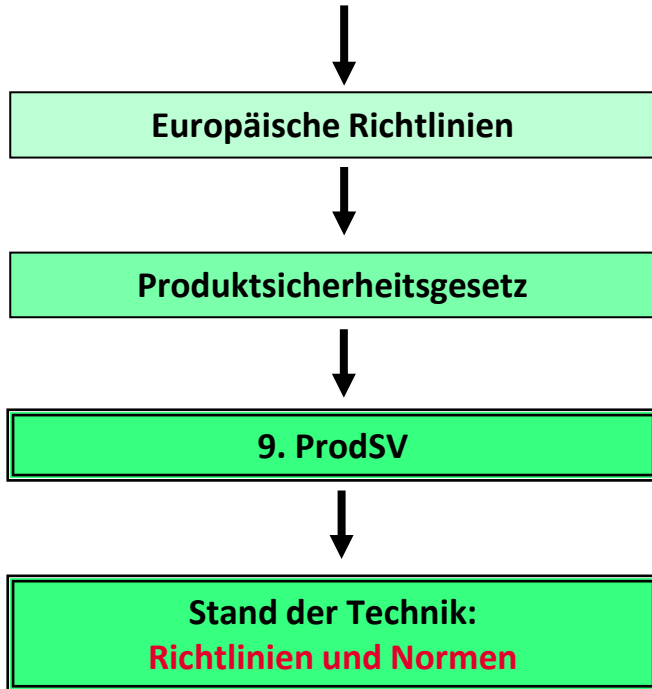 Europäische Richtlinien
Produktsicherheitsgesetz
9. ProdSV
Stand der Technik:
Richtlinien und Normen